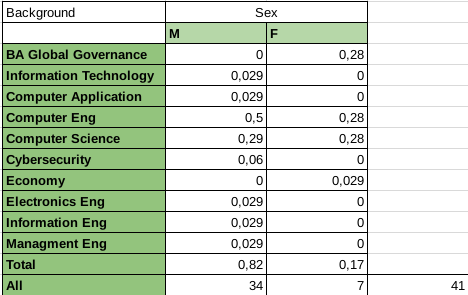 Background Sex
M F
BA Global Governance 0 0,28
Information Technology 0,029 0
Computer Application 0,029 0
Computer Eng 0,5 0,28
Computer Science 0,29 0,28
Cybersecurity 0,06 0
Economy 0 0,029
Electronics Eng 0,029 0
Information Eng 0,029 0
Managment Eng 0,029 0
Total 0,82 0,17
All 34 7 41